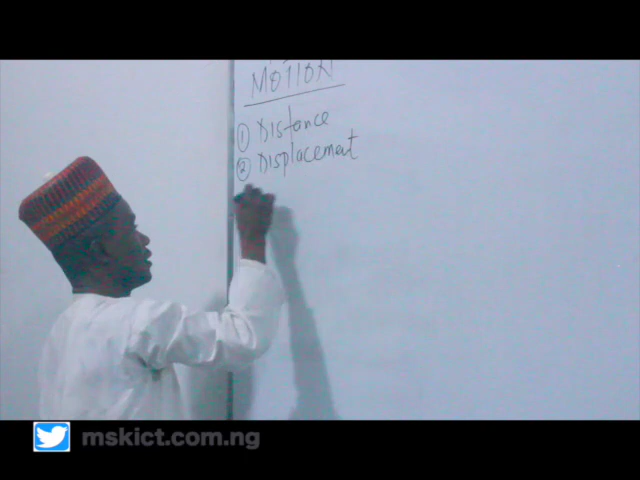 MOTION
① Distance
② Displacement
mskict.com.ng